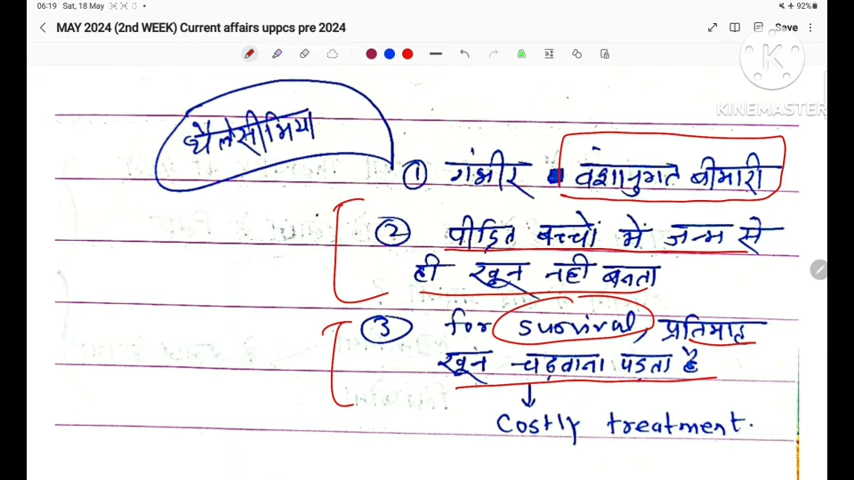 06:19 Sat, 18 May
92%
MAY 2024 (2nd WEEK) Current affairs uppcs pre 2024
Save
K
KINEMASTER
थैलेसीमिया
① गंभीर वंशानुगत बीमारी
② पीड़ित बच्चों में जन्म से
ही खून नही बनता
③ for survival, प्रतिमाह
खून चढ़वाना पड़ता है
↓
Costly treatment.